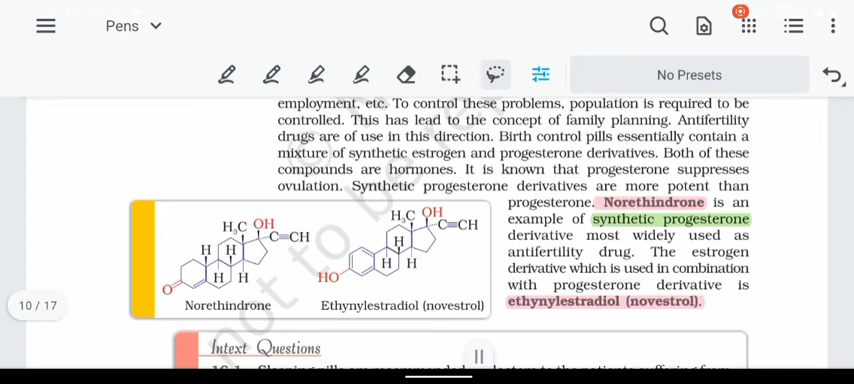 Pens
No Presets
employment, etc. To control these problems, population is required to be
controlled. This has lead to the concept of family planning. Antifertility
drugs are of use in this direction. Birth control pills essentially contain a
mixture of synthetic estrogen and progesterone derivatives. Both of these
compounds are hormones. It is known that progesterone suppresses
ovulation. Synthetic progesterone derivatives are more potent than
progesterone. Norethindrone is an
example of synthetic progesterone
derivative most widely used as
antifertility drug. The estrogen
derivative which is used in combination
with progesterone derivative is
ethynylestradiol (novestrol).
H₃C OH
C≡CH
H H
H H
O
Norethindrone
H₃C OH
C≡CH
H
H H
HO
Ethynylestradiol (novestrol)
10 / 17
not to be re
Intext Questions